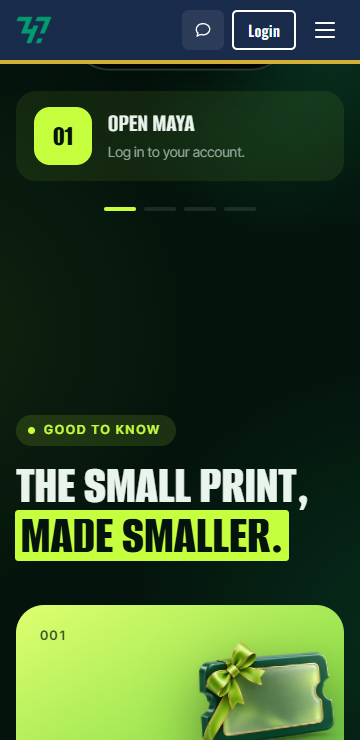 Login
01
OPEN MAYA
Log in to your account.
GOOD TO KNOW
THE SMALL PRINT,
MADE SMALLER.
001